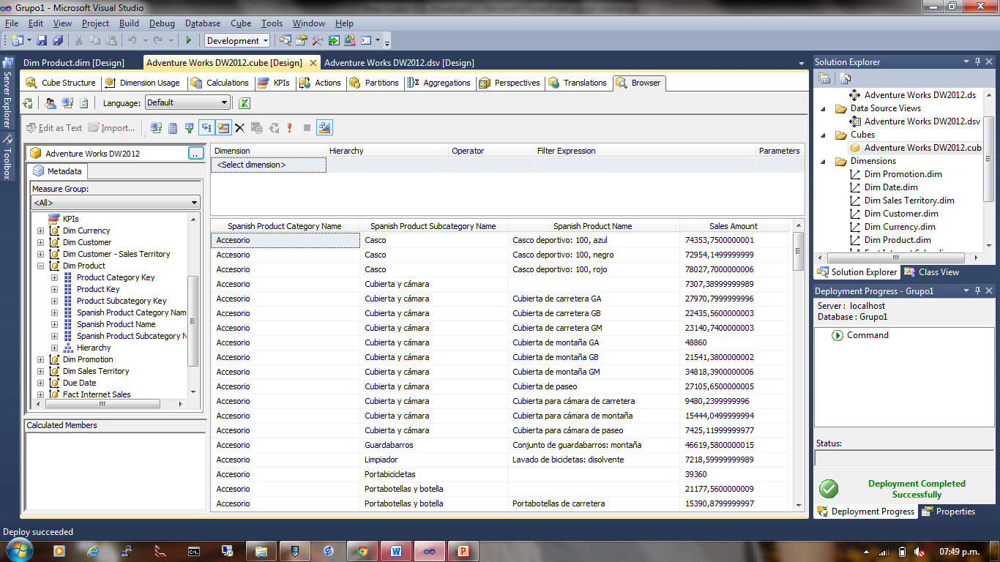 Grupo1 - Microsoft Visual Studio
File Edit View Project Build Debug Database Cube Tools Window Help
Development
Dim Product.dim [Design] Adventure Works DW2012.cube [Design] Adventure Works DW2012.dsv [Design]
Cube Structure Dimension Usage Calculations KPIs Actions Partitions Aggregations Perspectives Translations Browser
Language: Default
Edit as Text Import...
Server Explorer
Toolbox
Adventure Works DW2012 ..
Metadata
Measure Group:
<All>
KPIs
Dim Currency
Dim Customer
Dim Customer - Sales Territory
Dim Product
Product Category Key
Product Key
Product Subcategory Key
Spanish Product Category Nam
Spanish Product Name
Spanish Product Subcategory N
Hierarchy
Dim Promotion
Dim Sales Territory
Due Date
Fact Internet Sales
Calculated Members
Dimension Hierarchy Operator Filter Expression Parameters
<Select dimension>
Spanish Product Category Name Spanish Product Subcategory Name Spanish Product Name Sales Amount
Accesorio Casco Casco deportivo: 100, azul 74353,7500000001
Accesorio Casco Casco deportivo: 100, negro 72954,1499999999
Accesorio Casco Casco deportivo: 100, rojo 78027,7000000006
Accesorio Cubierta y cámara 7307,38999999989
Accesorio Cubierta y cámara Cubierta de carretera GA 27970,7999999996
Accesorio Cubierta y cámara Cubierta de carretera GB 22435,5600000003
Accesorio Cubierta y cámara Cubierta de carretera GM 23140,7400000003
Accesorio Cubierta y cámara Cubierta de montaña GA 48860
Accesorio Cubierta y cámara Cubierta de montaña GB 21541,3800000002
Accesorio Cubierta y cámara Cubierta de montaña GM 34818,3900000006
Accesorio Cubierta y cámara Cubierta de paseo 27105,6500000005
Accesorio Cubierta y cámara Cubierta para cámara de carretera 9480,2399999996
Accesorio Cubierta y cámara Cubierta para cámara de montaña 15444,0499999994
Accesorio Cubierta y cámara Cubierta para cámara de paseo 7425,11999999977
Accesorio Guardabarros Conjunto de guardabarros: montaña 46619,5800000015
Accesorio Limpiador Lavado de bicicletas: disolvente 7218,59999999989
Accesorio Portabicicletas 39360
Accesorio Portabotellas y botella 21177,5600000009
Accesorio Portabotellas y botella Portabotellas de carretera 15390,8799999997
Solution Explorer
Adventure Works DW2012.ds
Data Source Views
Adventure Works DW2012.dsv
Cubes
Adventure Works DW2012.cub
Dimensions
Dim Promotion.dim
Dim Date.dim
Dim Sales Territory.dim
Dim Customer.dim
Dim Currency.dim
Dim Product.dim
Solution Explorer Class View
Deployment Progress - Grupo1
Server : localhost
Database : Grupo1
Command
Status:
Deployment Completed
Successfully
Deployment Progress Properties
Deploy succeeded
07:49 p.m.